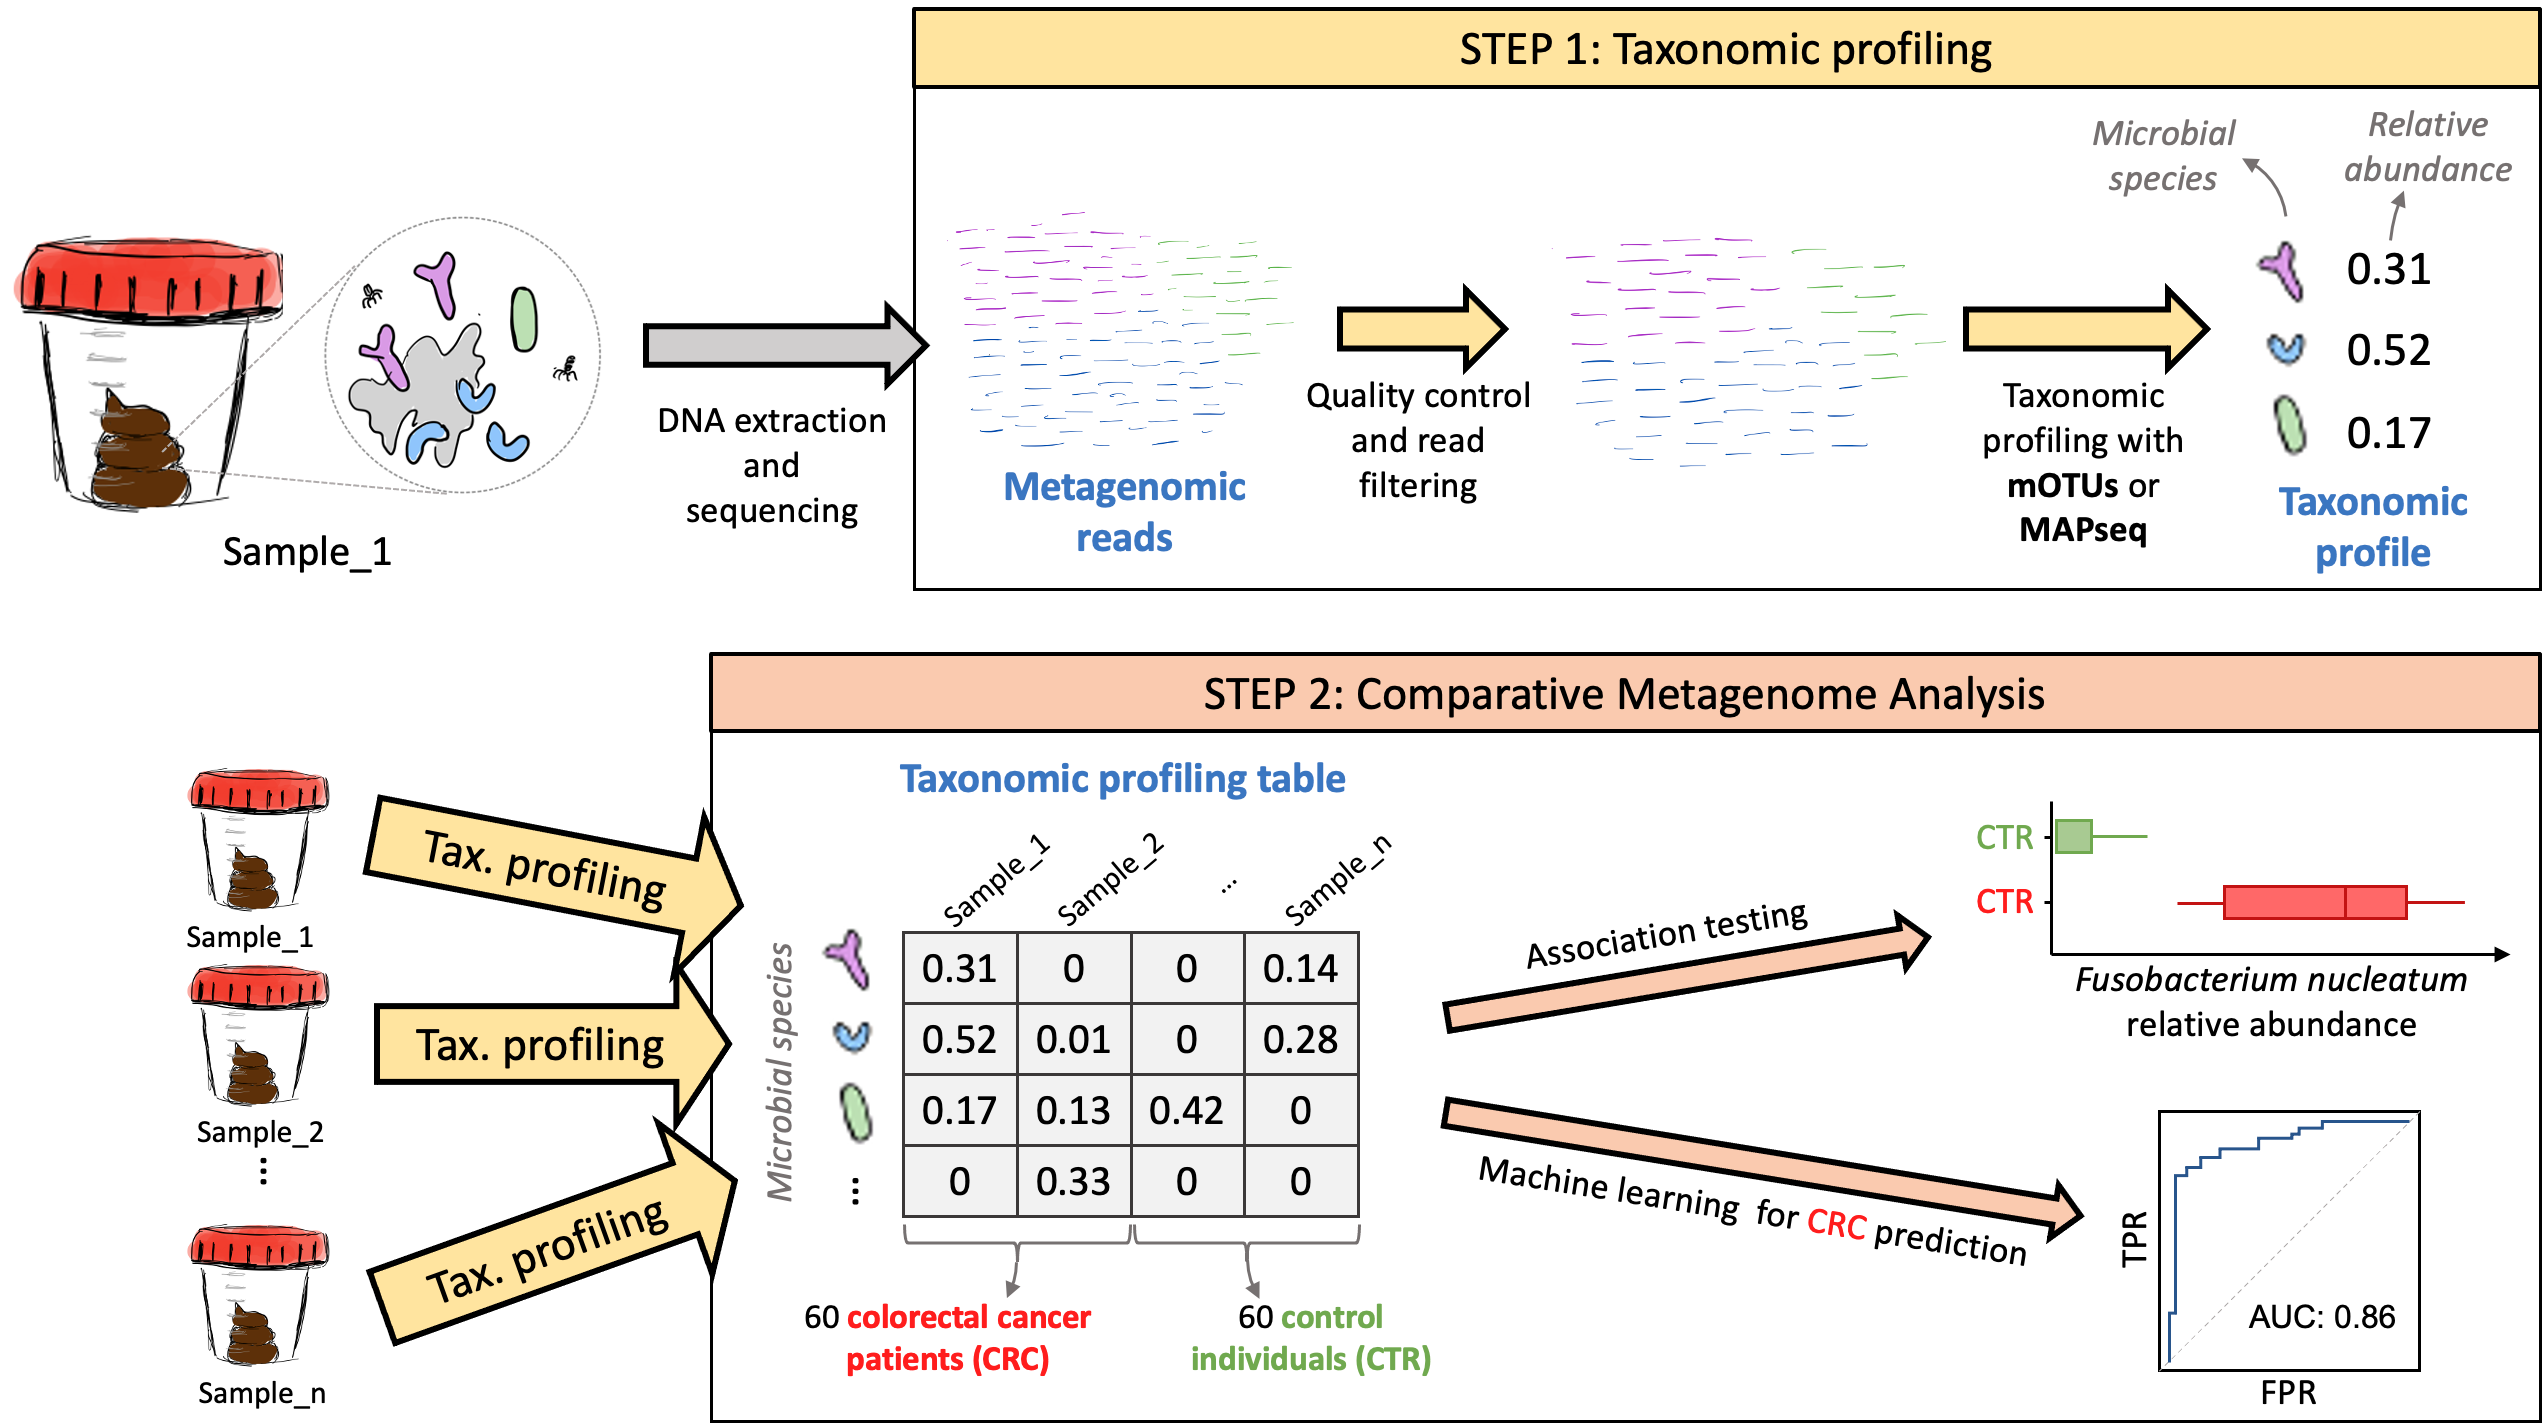 STEP 1: Taxonomic profiling
Microbial
species
Relative
abundance
0.31
0.52
0.17
Sample_1
DNA extraction
and
sequencing
Metagenomic
reads
Quality control
and read
filtering
Taxonomic
profiling with
mOTUs or
MAPseq
Taxonomic
profile
STEP 2: Comparative Metagenome Analysis
Sample_1
Sample_2
...
Sample_n
Tax. profiling
Tax. profiling
Tax. profiling
Taxonomic profiling table
Sample_1
Sample_2
...
Sample_n
Microbial species
0.31 0 0 0.14
0.52 0.01 0 0.28
0.17 0.13 0.42 0
... 0 0.33 0 0
60 colorectal cancer
patients (CRC)
60 control
individuals (CTR)
Association testing
Machine learning for CRC prediction
CTR
CTR
Fusobacterium nucleatum
relative abundance
TPR
AUC: 0.86
FPR